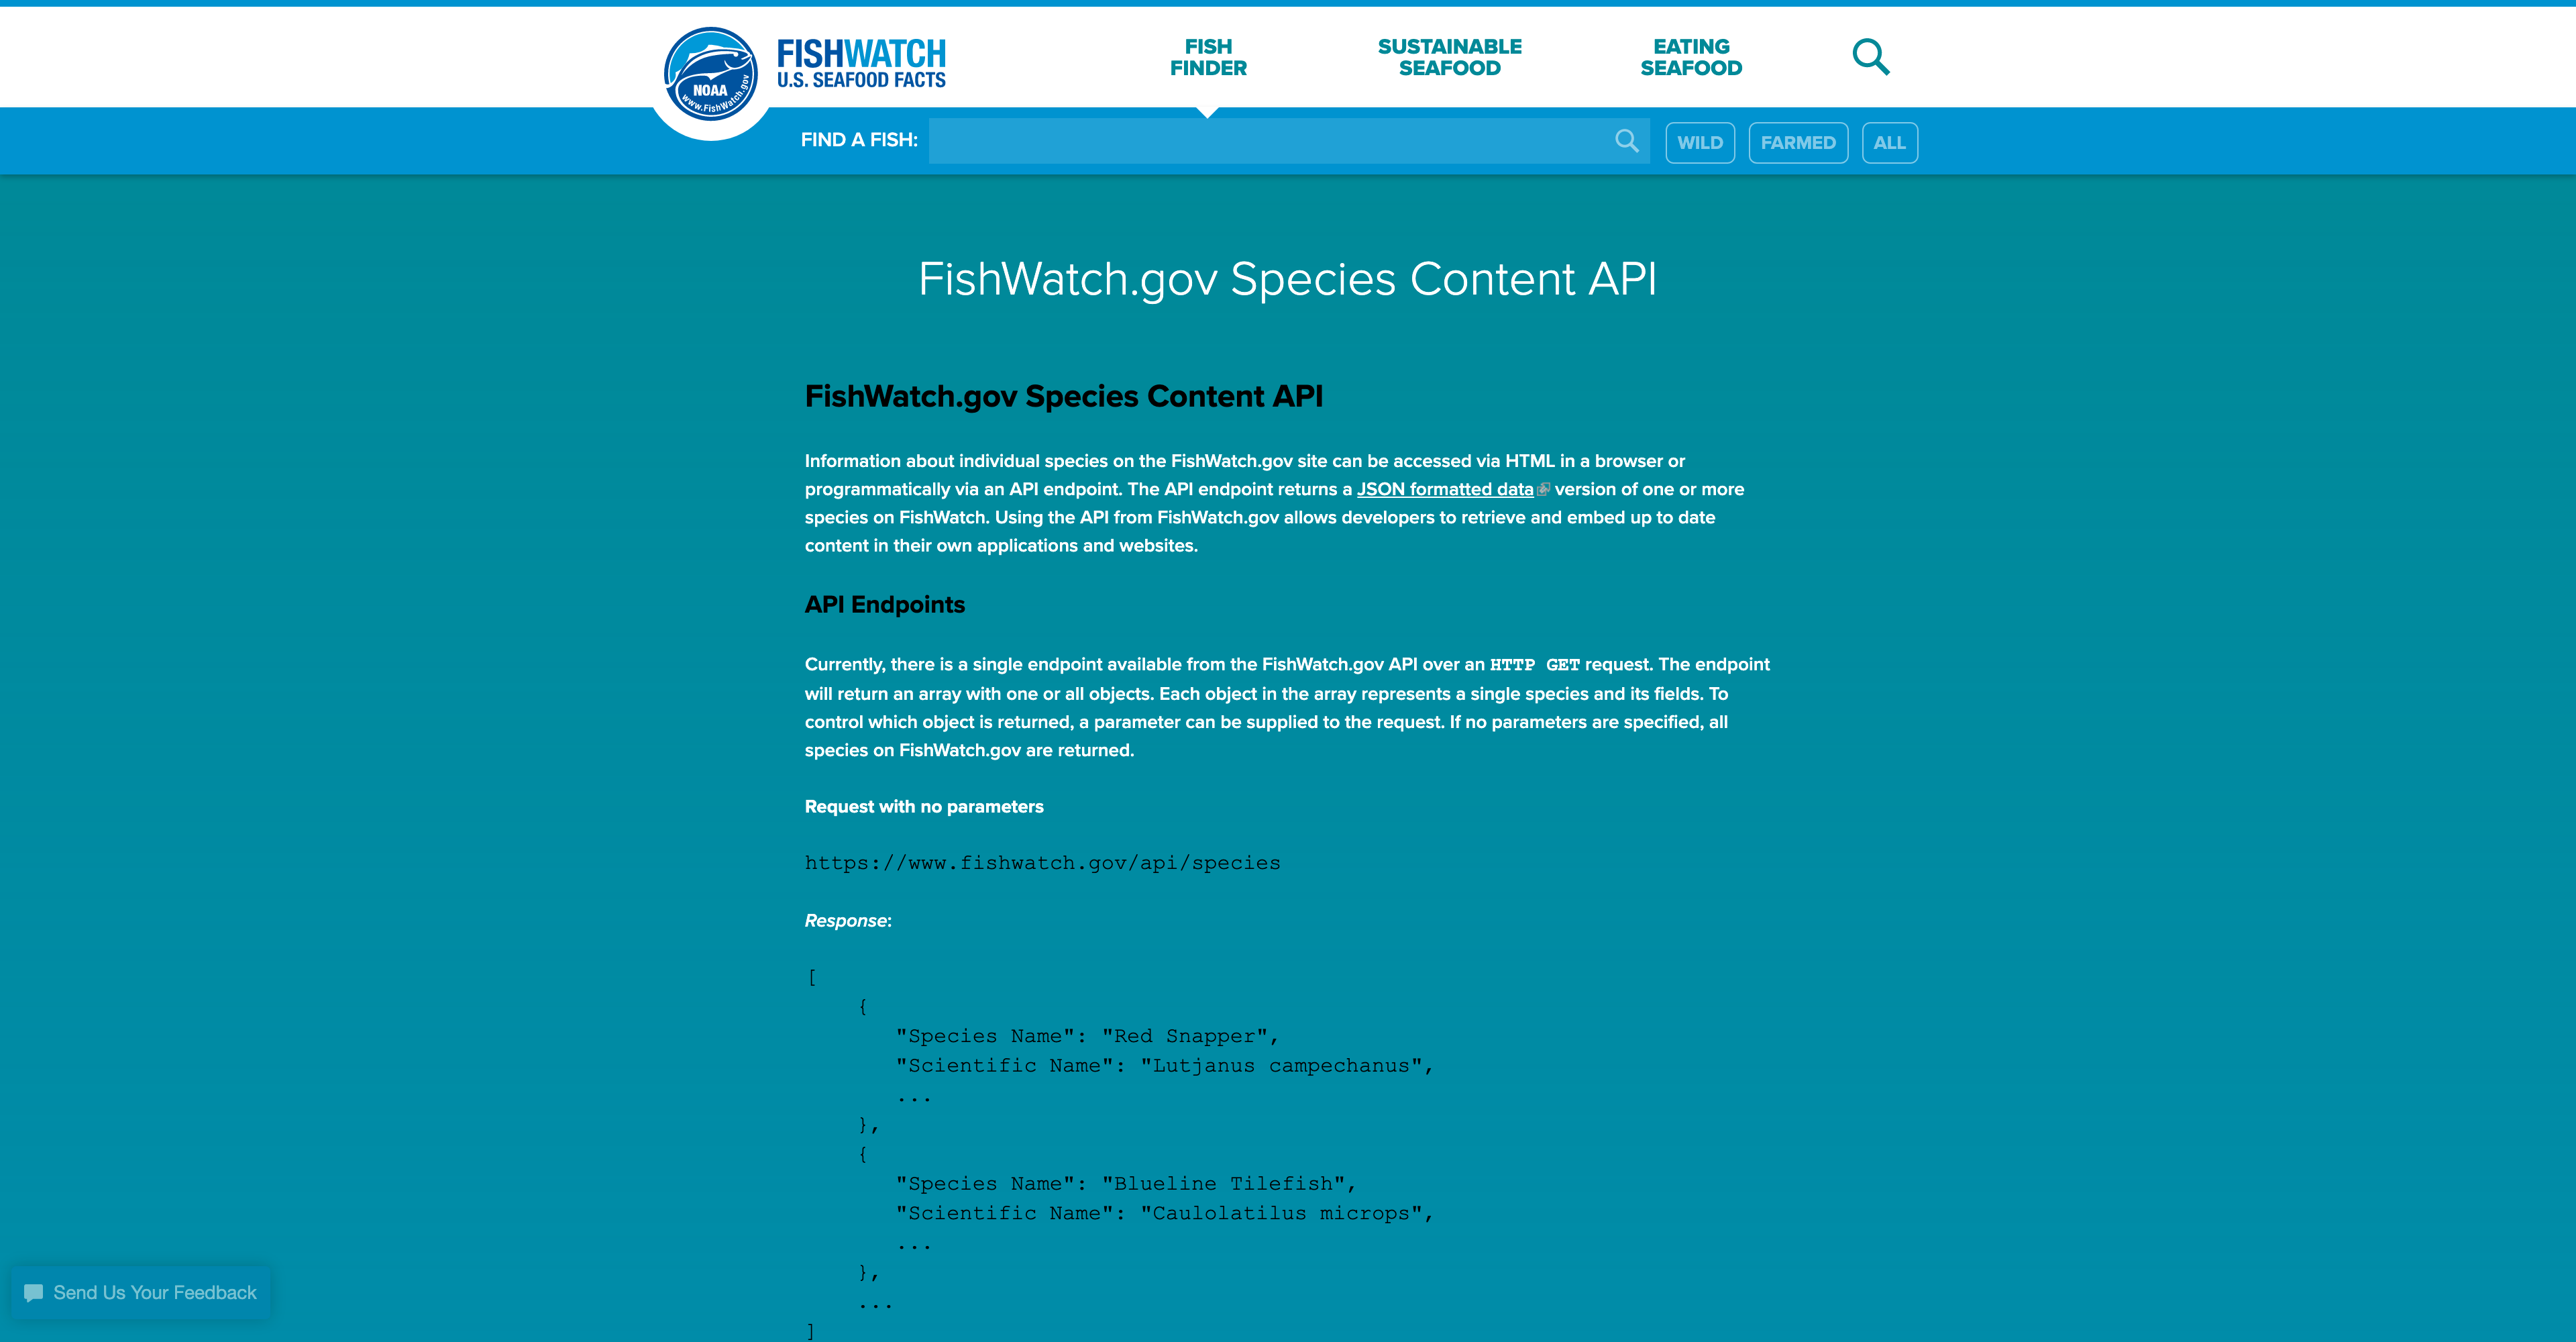 NOAA
www.FishWatch.gov
FISHWATCH
U.S. SEAFOOD FACTS
FISH
FINDER
SUSTAINABLE
SEAFOOD
EATING
SEAFOOD
FIND A FISH:
WILD
FARMED
ALL
FishWatch.gov Species Content API
FishWatch.gov Species Content API
Information about individual species on the FishWatch.gov site can be accessed via HTML in a browser or
programmatically via an API endpoint. The API endpoint returns a JSON formatted data version of one or more
species on FishWatch. Using the API from FishWatch.gov allows developers to retrieve and embed up to date
content in their own applications and websites.
API Endpoints
Currently, there is a single endpoint available from the FishWatch.gov API over an HTTP GET request. The endpoint
will return an array with one or all objects. Each object in the array represents a single species and its fields. To
control which object is returned, a parameter can be supplied to the request. If no parameters are specified, all
species on FishWatch.gov are returned.
Request with no parameters
https://www.fishwatch.gov/api/species
Response:
[
{
"Species Name": "Red Snapper",
"Scientific Name": "Lutjanus campechanus",
...
},
{
"Species Name": "Blueline Tilefish",
"Scientific Name": "Caulolatilus microps",
...
},
...
]
Send Us Your Feedback